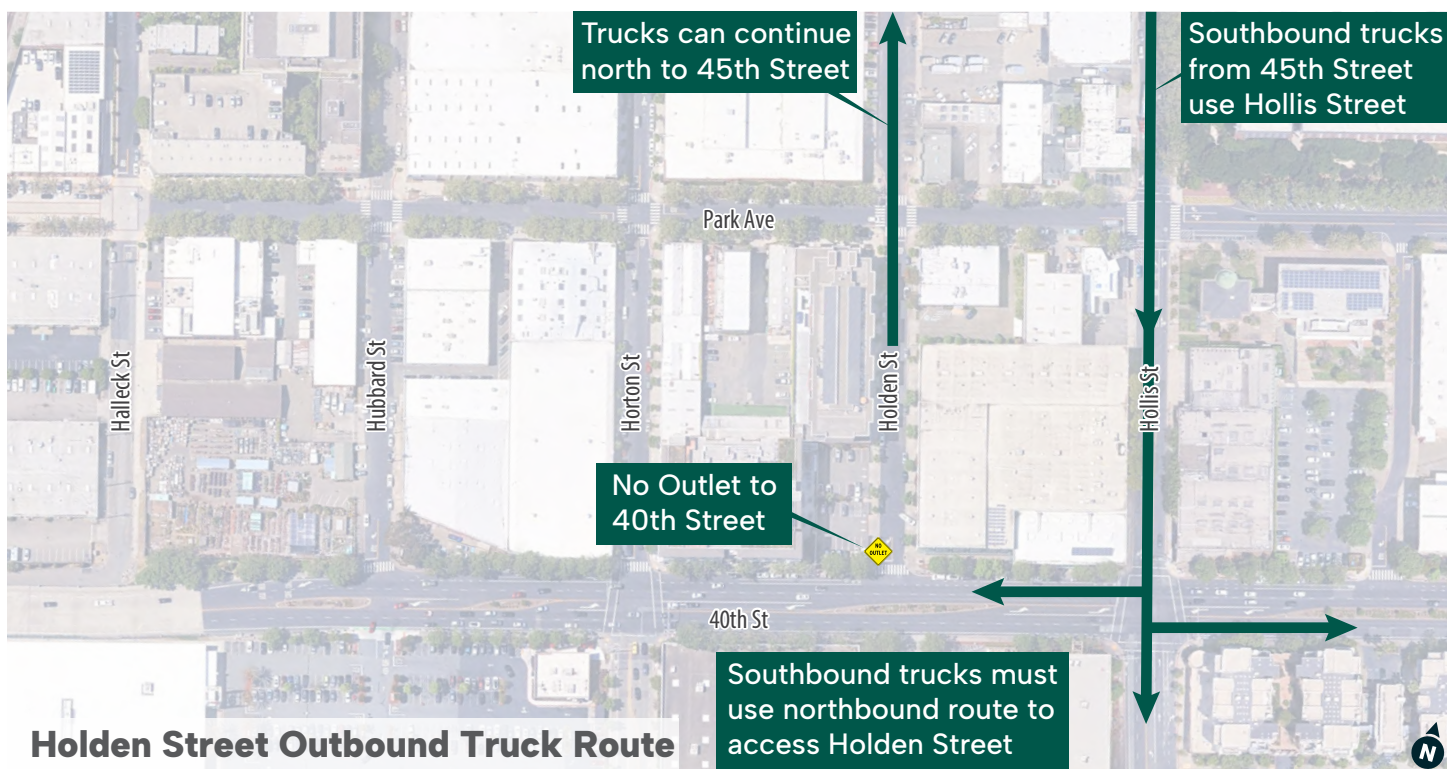 Trucks can continue
north to 45th Street
Southbound trucks
from 45th Street
use Hollis Street
Park Ave
Halleck St
Hubbard St
Horton St
Holden St
Hollis St
No Outlet to
40th Street
NO
OUTLET
40th St
Southbound trucks must
use northbound route to
access Holden Street
Holden Street Outbound Truck Route
N